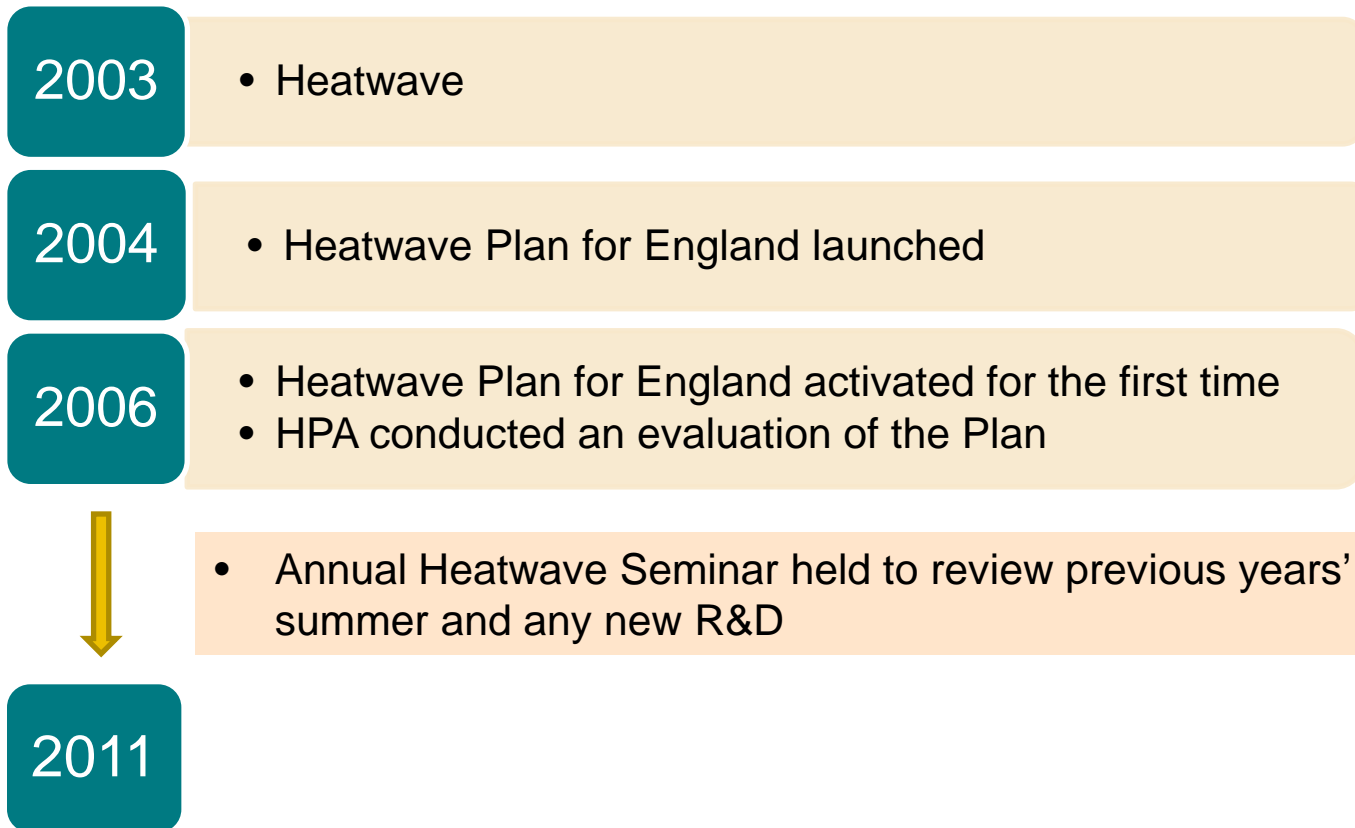 2003
• Heatwave
2004
• Heatwave Plan for England launched
2006
• Heatwave Plan for England activated for the first time
• HPA conducted an evaluation of the Plan
• Annual Heatwave Seminar held to review previous years’
summer and any new R&D
2011